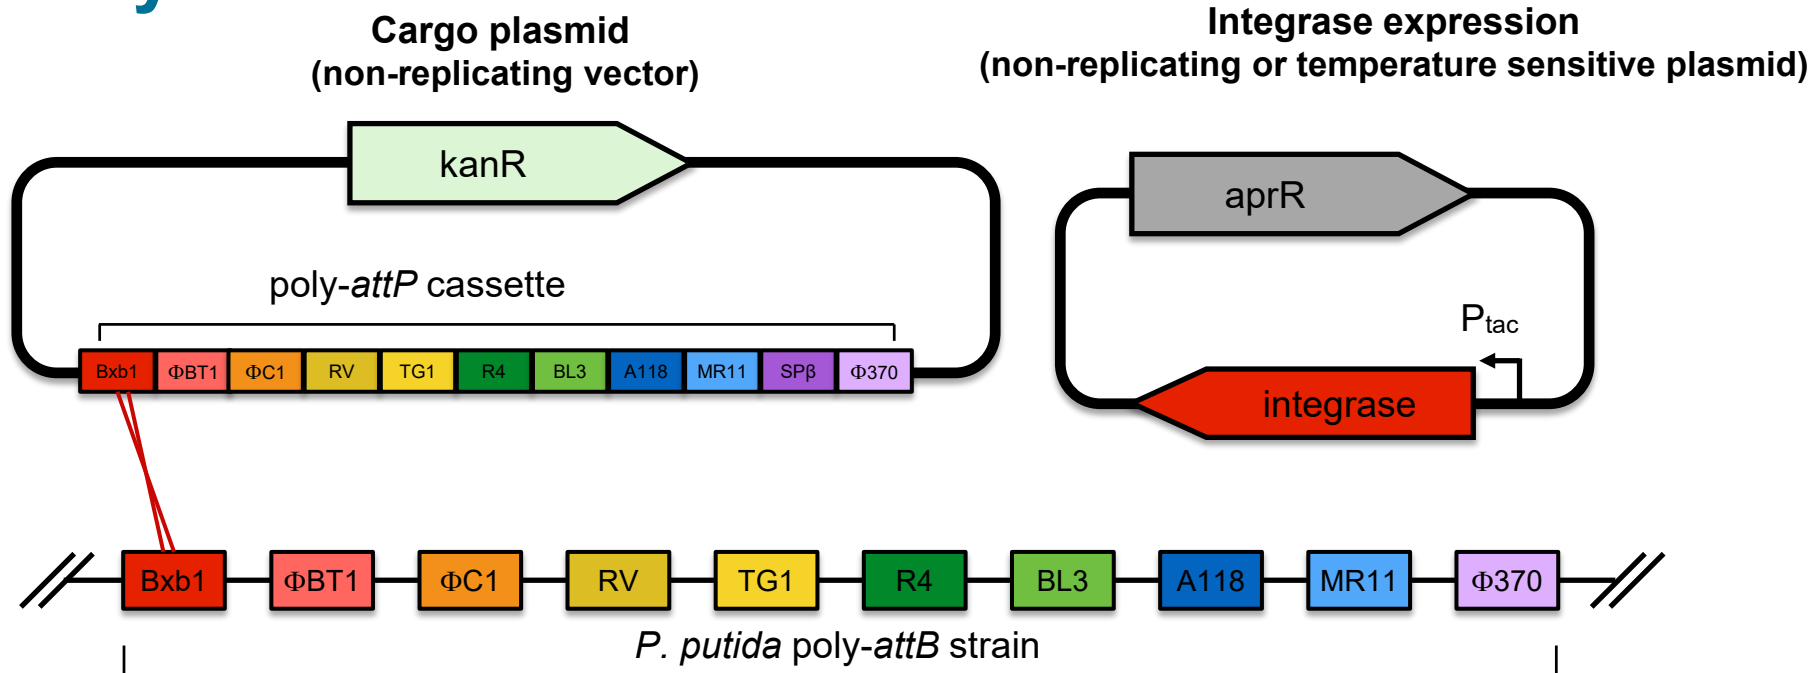 Cargo plasmid
(non-replicating vector)
Integrase expression
(non-replicating or temperature sensitive plasmid)
kanR
aprR
poly-attP cassette
Ptac
Bxb1 ΦBT1 ΦC1 RV TG1 R4 BL3 A118 MR11 SPβ Φ370
integrase
Bxb1 ΦBT1 ΦC1 RV TG1 R4 BL3 A118 MR11 Φ370
P. putida poly-attB strain